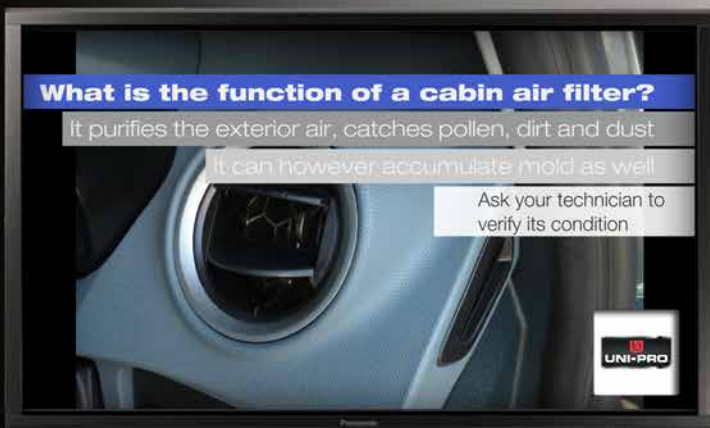 What is the function of a cabin air filter?
It purifies the exterior air, catches pollen, dirt and dust
It can however accumulate mold as well
Ask your technician to
verify its condition
UNI-PRO
Panasonic